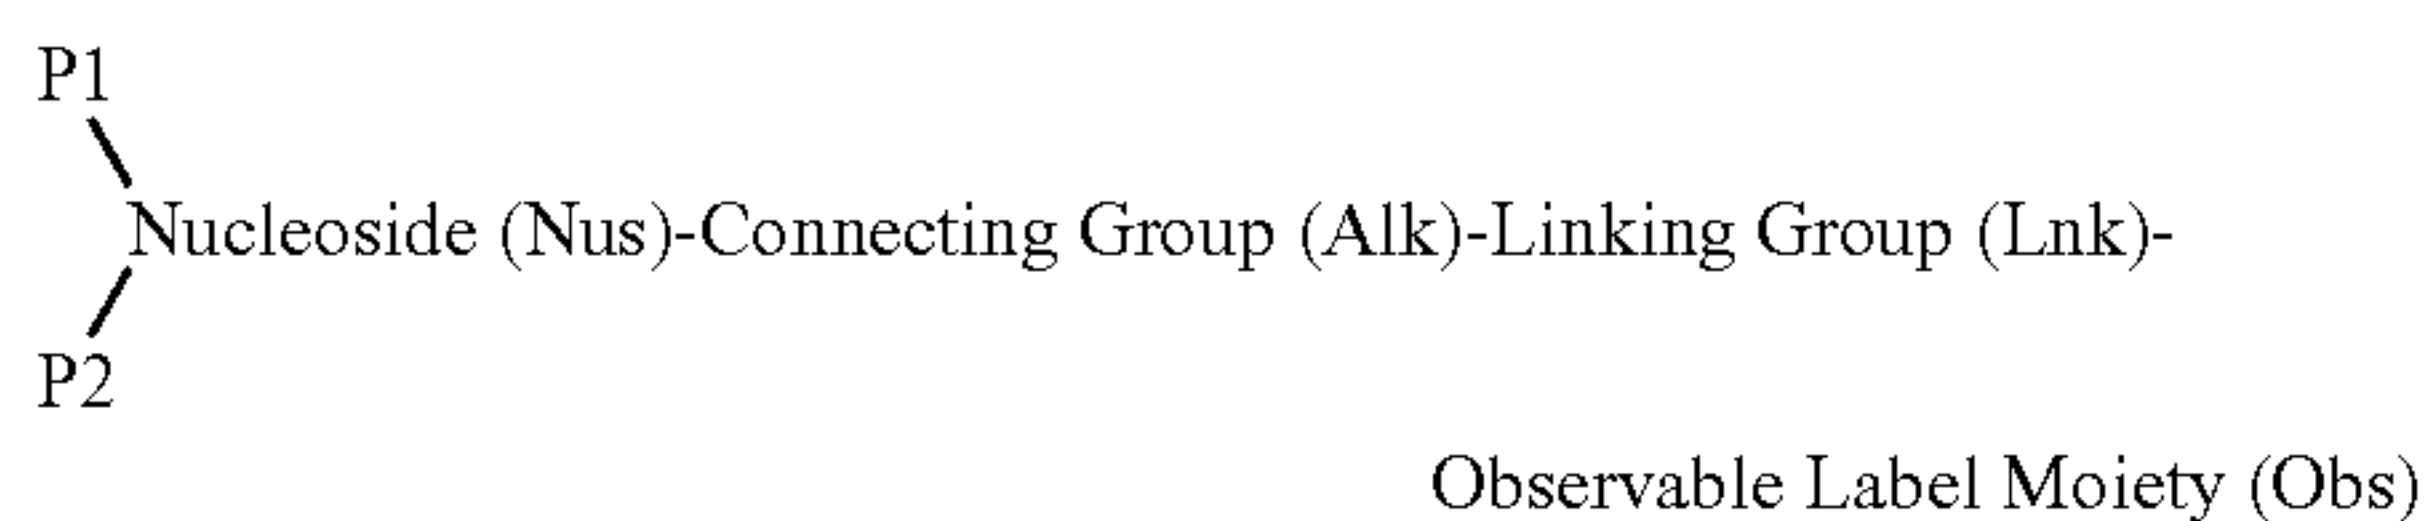 P1
Nucleoside (Nus)-Connecting Group (Alk)-Linking Group (Lnk)-
P2
Observable Label Moiety (Obs)